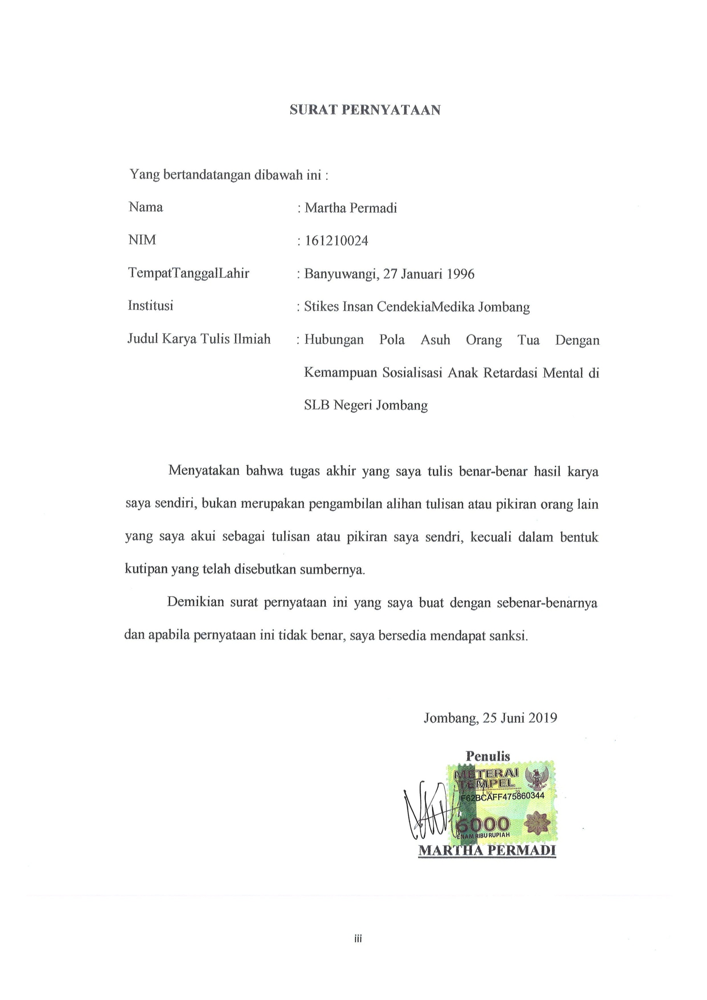 SURAT PERNYATAAN
Yang bertandatangan dibawah ini :
Nama : Martha Permadi
NIM : 161210024
TempatTanggalLahir : Banyuwangi, 27 Januari 1996
Institusi : Stikes Insan CendekiaMedika Jombang
Judul Karya Tulis Ilmiah : Hubungan Pola Asuh Orang Tua Dengan
Kemampuan Sosialisasi Anak Retardasi Mental di
SLB Negeri Jombang
Menyatakan bahwa tugas akhir yang saya tulis benar-benar hasil karya
saya sendiri, bukan merupakan pengambilan alihan tulisan atau pikiran orang lain
yang saya akui sebagai tulisan atau pikiran saya sendri, kecuali dalam bentuk
kutipan yang telah disebutkan sumbernya.
Demikian surat pernyataan ini yang saya buat dengan sebenar-benarnya
dan apabila pernyataan ini tidak benar, saya bersedia mendapat sanksi.
Jombang, 25 Juni 2019
Penulis
METERAI
TEMPEL
TGL 20
F62BCAFF475860344
6000
ENAM RIBU RUPIAH
MARTHA PERMADI
iii